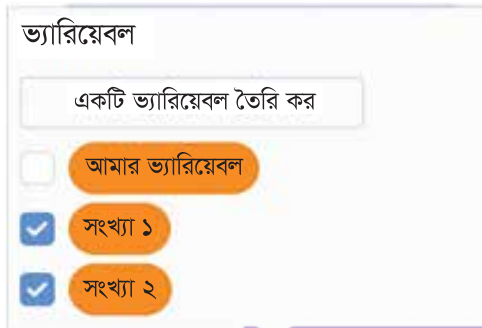 ভ্যারিয়েবল
একটি ভ্যারিয়েবল তৈরি কর
আমার ভ্যারিয়েবল
সংখ্যা ১
সংখ্যা ২